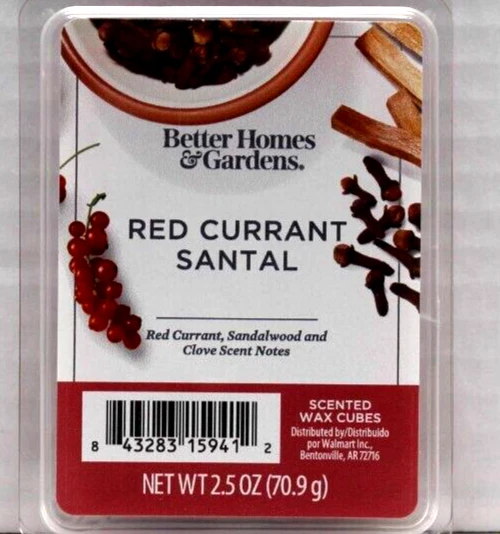 Better Homes
& Gardens®
RED CURRANT
SANTAL
Red Currant, Sandalwood and
Clove Scent Notes
SCENTED
WAX CUBES
Distributed by/Distribuido
por Walmart Inc.,
Bentonville, AR 72716
8 43283 15941 2
NET WT 2.5 OZ (70.9 g)